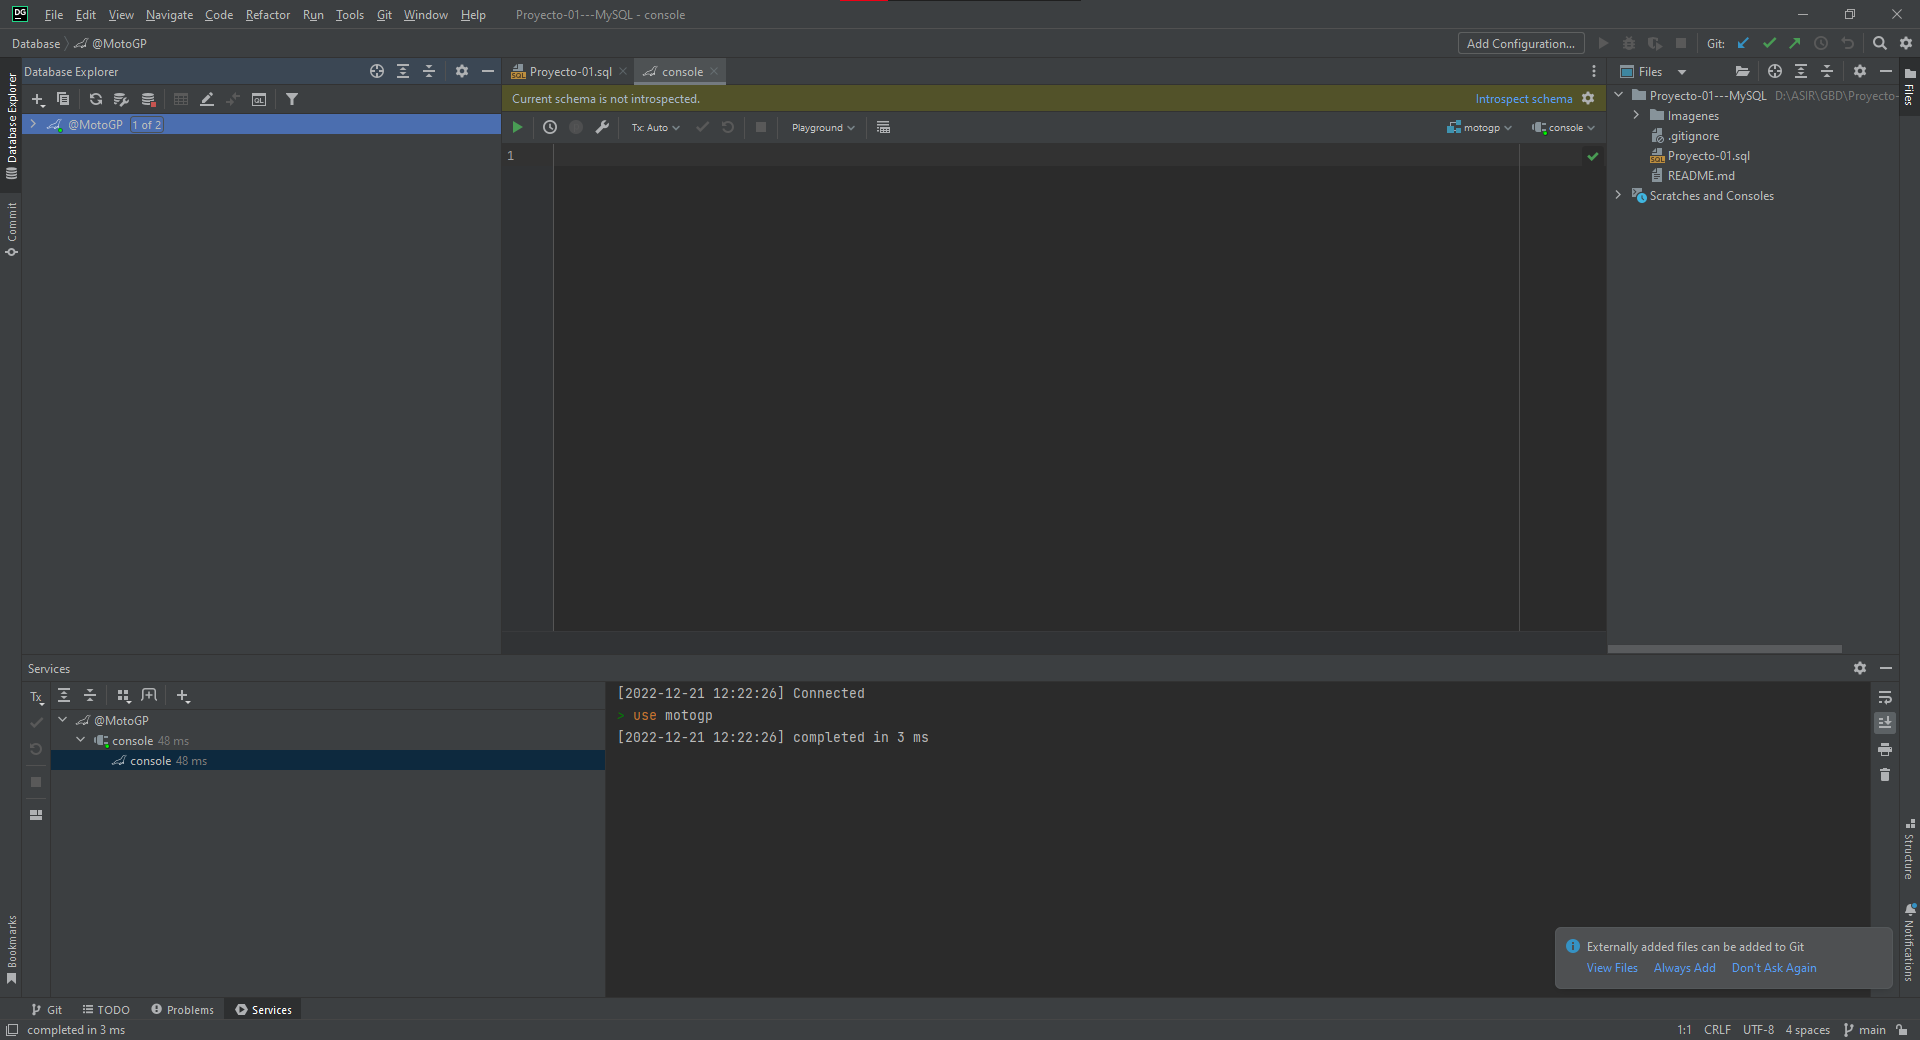 DG File Edit View Navigate Code Refactor Run Tools Git Window Help Proyecto-01---MySQL - console
Database @MotoGP Add Configuration... Git:
Database Explorer
Proyecto-01.sql console
Files
Current schema is not introspected. Introspect schema
@MotoGP 1 of 2
Tx: Auto Playground motogp console
1
Proyecto-01---MySQL D:\ASIR\GBD\Proyecto-
Imagenes
.gitignore
Proyecto-01.sql
README.md
Scratches and Consoles
Database Explorer
Commit
Bookmarks
Files
Structure
Notifications
Services
Tx
@MotoGP
console 48 ms
console 48 ms
[2022-12-21 12:22:26] Connected
> use motogp
[2022-12-21 12:22:26] completed in 3 ms
Externally added files can be added to Git
View Files Always Add Don't Ask Again
Git TODO Problems Services
completed in 3 ms 1:1 CRLF UTF-8 4 spaces main